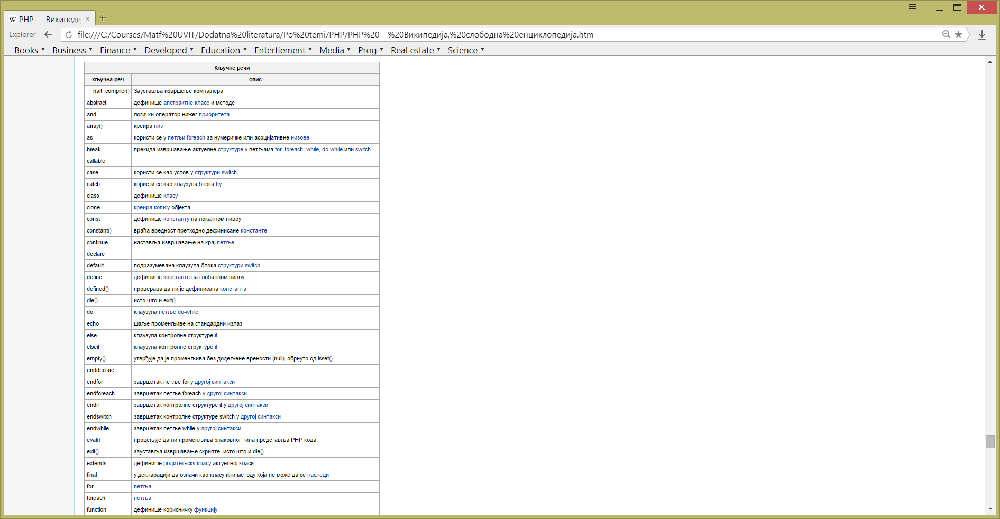 PHP — Википедиј
Explorer file:///C:/Courses/Matf%20UVIT/Dodatna%20literatura/Po%20temi/PHP/PHP%20—%20Википедија,%20слободна%20енциклопедија.htm
Books Business Finance Developed Education Entertiement Media Prog Real estate Science
Кључне речи
кључна реч опис
__halt_compiler() Зауставља извршење компајлера
abstract дефинише апстрактне класе и методе
and логички оператор нижег приоритета
array() креира низ
as користи се у петљи foreach за нумеричке или асоцијативне низове
break прекида извршавање актуелне структуре у петљама for, foreach, while, do-while или switch
callable
case користи се као услов у структури switch
catch користи се као клаузула блока try
class дефинише класу
clone креира копију објекта
const дефинише константу на локалном нивоу
constant() враћа вредност претходно дефинисане константе
continue наставља извршавање на крај петље
declare
default подразумевана клаузула блока структури switch
define дефинише константе на глобалном нивоу
defined() проверава да ли је дефинисана константа
die() исто што и exit()
do клаузула петље do-while
echo шаље променљиве на стандардни излаз
else клаузула контролне структуре if
elseif клаузула контролне структуре if
empty() утврђује да је променљива без додељене врености (null), обрнуто од isset()
enddeclare
endfor завршетак петље for у другој синтакси
endforeach завршетак петље foreach у другој синтакси
endif завршетак контролне структуре if у другој синтакси
endswitch завршетак контролне структуре switch у другој синтакси
endwhile завршетак петље while у другој синтакси
eval() процењује да ли променљива знаковног типа представља PHP кода
exit() зауставља извршавање скрипте, исто што и die()
extends дефинише родитељску класу актуелној класи
final у декларацији да означи као класу или методу која не може да се наследи
for петља
foreach петља
function дефинише корисничку функцију